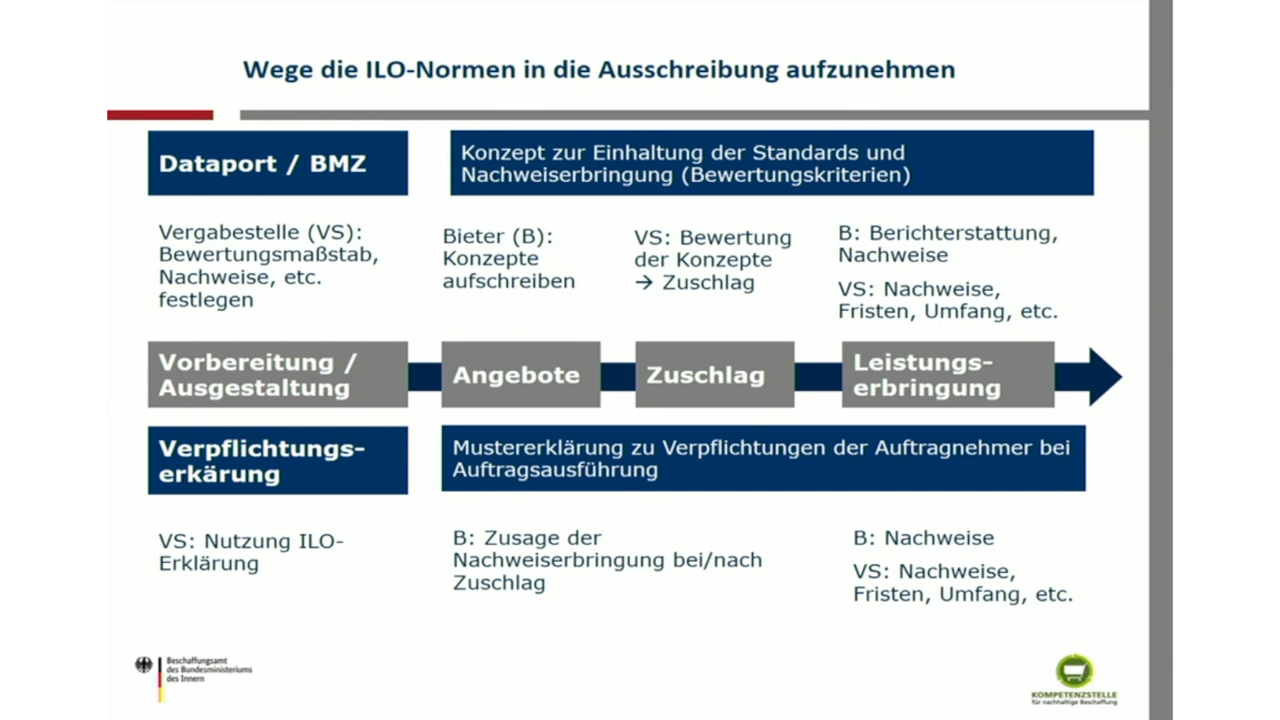 Wege die ILO-Normen in die Ausschreibung aufzunehmen
Dataport / BMZ
Konzept zur Einhaltung der Standards und
Nachweiserbringung (Bewertungskriterien)
Vergabestelle (VS):
Bewertungsmaßstab,
Nachweise, etc.
festlegen
Bieter (B):
Konzepte
aufschreiben
VS: Bewertung
der Konzepte
→ Zuschlag
B: Berichterstattung,
Nachweise
VS: Nachweise,
Fristen, Umfang, etc.
Vorbereitung /
Ausgestaltung
Angebote
Zuschlag
Leistungs-
erbringung
Verpflichtungs-
erkärung
Mustererklärung zu Verpflichtungen der Auftragnehmer bei
Auftragsausführung
VS: Nutzung ILO-
Erklärung
B: Zusage der
Nachweiserbringung bei/nach
Zuschlag
B: Nachweise
VS: Nachweise,
Fristen, Umfang, etc.
Beschaffungsamt
des Bundesministeriums
des Innern
KOMPETENZSTELLE
für nachhaltige Beschaffung